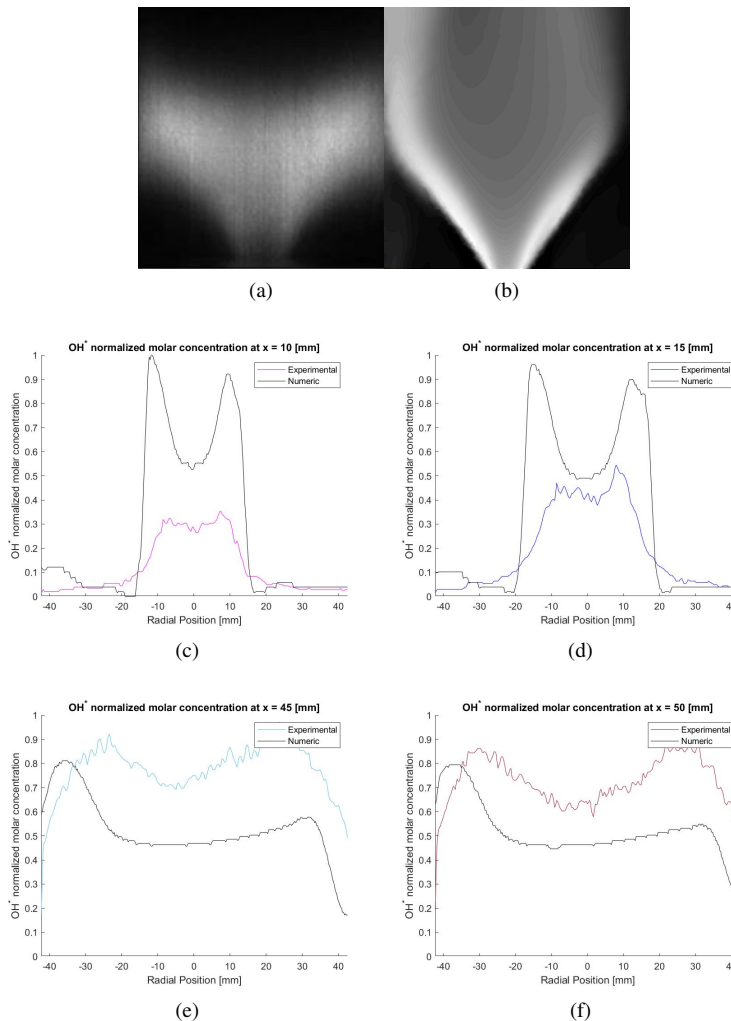 (a)
(b)
OH* normalized molar concentration at x = 10 [mm]
Experimental
Numeric
OH* normalized molar concentration
1
0.9
0.8
0.7
0.6
0.5
0.4
0.3
0.2
0.1
0
-40 -30 -20 -10 0 10 20 30 40
Radial Position [mm]
(c)
OH* normalized molar concentration at x = 15 [mm]
Experimental
Numeric
OH* normalized molar concentration
1
0.9
0.8
0.7
0.6
0.5
0.4
0.3
0.2
0.1
0
-40 -30 -20 -10 0 10 20 30 40
Radial Position [mm]
(d)
OH* normalized molar concentration at x = 45 [mm]
Experimental
Numeric
OH* normalized molar concentration
1
0.9
0.8
0.7
0.6
0.5
0.4
0.3
0.2
0.1
0
-40 -30 -20 -10 0 10 20 30 40
Radial Position [mm]
(e)
OH* normalized molar concentration at x = 50 [mm]
Experimental
Numeric
OH* normalized molar concentration
1
0.9
0.8
0.7
0.6
0.5
0.4
0.3
0.2
0.1
0
-40 -30 -20 -10 0 10 20 30 40
Radial Position [mm]
(f)